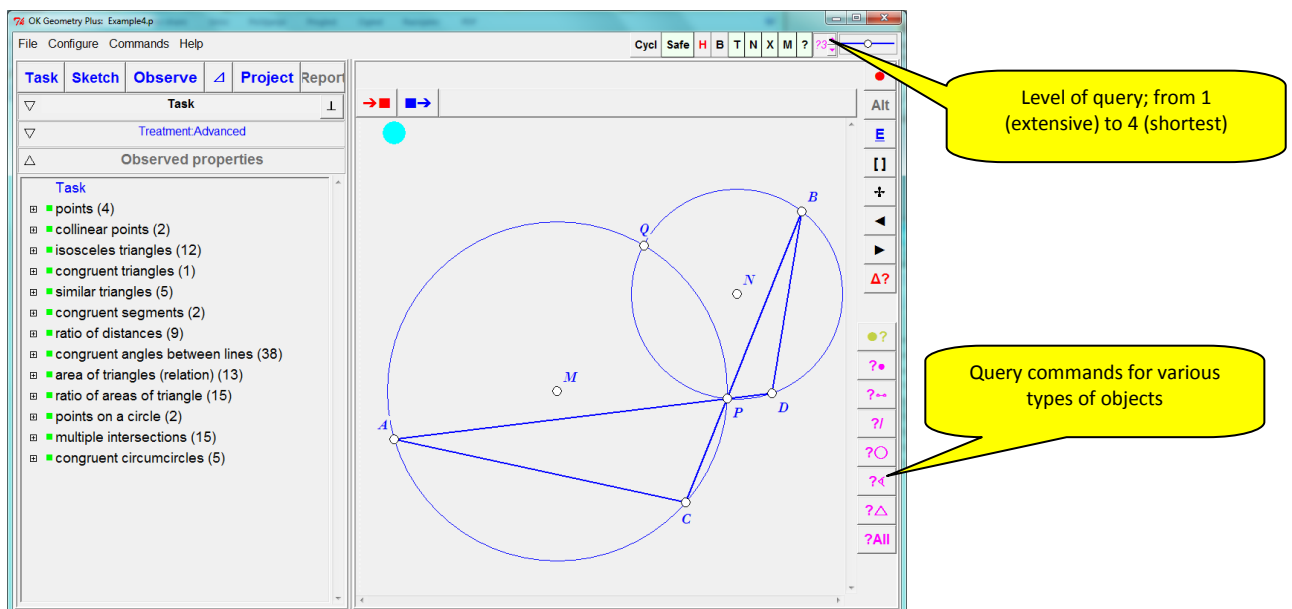 OK Geometry Plus: Example4.p
File Configure Commands Help
Cycl Safe H B T N X M ? ?3
Task Sketch Observe ⊿ Project Report
Task ⊥
Treatment:Advanced
Observed properties
Task
points (4)
collinear points (2)
isosceles triangles (12)
congruent triangles (1)
similar triangles (5)
congruent segments (2)
ratio of distances (9)
congruent angles between lines (38)
area of triangles (relation) (13)
ratio of areas of triangle (15)
points on a circle (2)
multiple intersections (15)
congruent circumcircles (5)
Q
B
N
M
A
P
D
C
Alt
E
[ ]
Δ?
?
?
?
?/
?
?∢
?△
?All
Level of query; from 1
(extensive) to 4 (shortest)
Query commands for various
types of objects